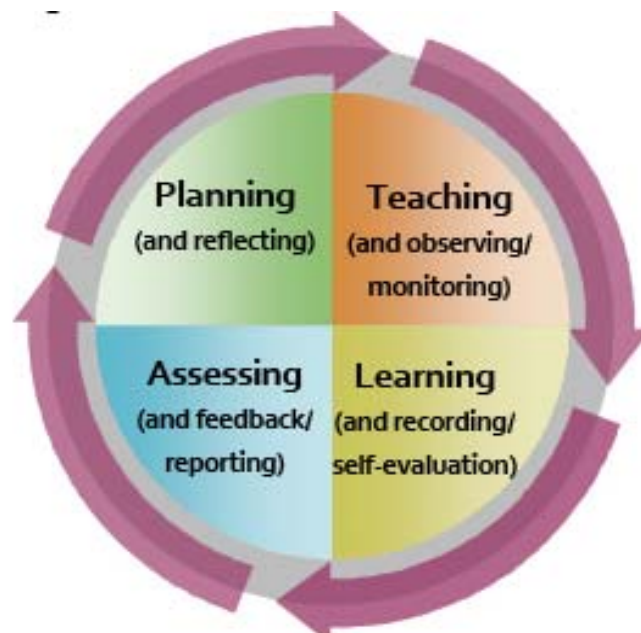 Planning
(and reflecting)
Teaching
(and observing/
monitoring)
Assessing
(and feedback/
reporting)
Learning
(and recording/
self-evaluation)